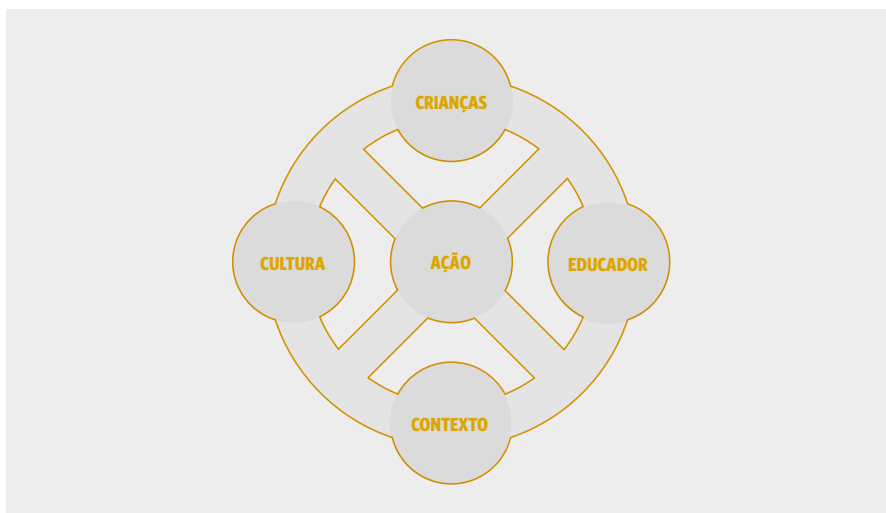 CRIANÇAS
CULTURA
AÇÃO
EDUCADOR
CONTEXTO